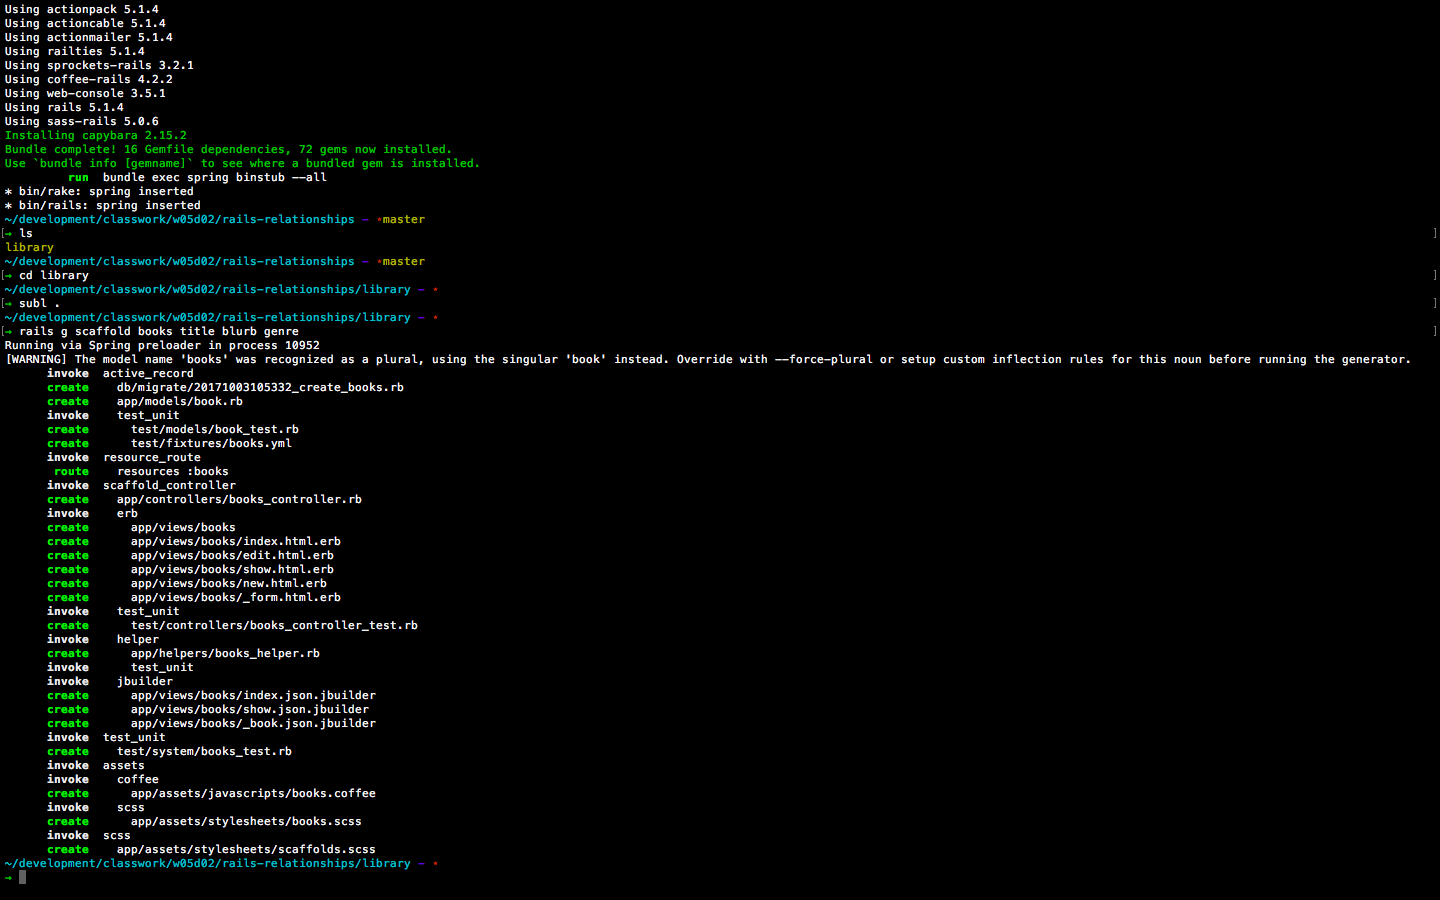 Using actionpack 5.1.4
Using actioncable 5.1.4
Using actionmailer 5.1.4
Using railties 5.1.4
Using sprockets-rails 3.2.1
Using coffee-rails 4.2.2
Using web-console 3.5.1
Using rails 5.1.4
Using sass-rails 5.0.6
Installing capybara 2.15.2
Bundle complete! 16 Gemfile dependencies, 72 gems now installed.
Use `bundle info [gemname]` to see where a bundled gem is installed.
run  bundle exec spring binstub --all
* bin/rake: spring inserted
* bin/rails: spring inserted
~/development/classwork/w05d02/rails-relationships – *master
[→ ls ]
library
~/development/classwork/w05d02/rails-relationships – *master
[→ cd library ]
~/development/classwork/w05d02/rails-relationships/library – *
[→ subl . ]
~/development/classwork/w05d02/rails-relationships/library – *
[→ rails g scaffold books title blurb genre ]
Running via Spring preloader in process 10952
[WARNING] The model name 'books' was recognized as a plural, using the singular 'book' instead. Override with --force-plural or setup custom inflection rules for this noun before running the generator.
invoke  active_record
create    db/migrate/20171003105332_create_books.rb
create    app/models/book.rb
invoke    test_unit
create      test/models/book_test.rb
create      test/fixtures/books.yml
invoke  resource_route
route    resources :books
invoke  scaffold_controller
create    app/controllers/books_controller.rb
invoke    erb
create      app/views/books
create      app/views/books/index.html.erb
create      app/views/books/edit.html.erb
create      app/views/books/show.html.erb
create      app/views/books/new.html.erb
create      app/views/books/_form.html.erb
invoke    test_unit
create      test/controllers/books_controller_test.rb
invoke    helper
create      app/helpers/books_helper.rb
invoke      test_unit
invoke    jbuilder
create      app/views/books/index.json.jbuilder
create      app/views/books/show.json.jbuilder
create      app/views/books/_book.json.jbuilder
invoke  test_unit
create    test/system/books_test.rb
invoke  assets
invoke    coffee
create      app/assets/javascripts/books.coffee
invoke    scss
create      app/assets/stylesheets/books.scss
invoke  scss
create    app/assets/stylesheets/scaffolds.scss
~/development/classwork/w05d02/rails-relationships/library – *
→